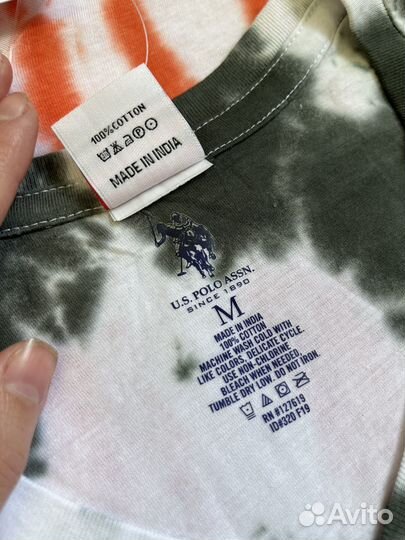 100%COTTON
MADE IN INDIA
U.S. POLO ASSN.
SINCE 1890
M
MADE IN INDIA
100% COTTON
MACHINE WASH COLD WITH
LIKE COLORS, DELICATE CYCLE.
USE NON-CHLORINE
BLEACH WHEN NEEDED.
TUMBLE DRY LOW. DO NOT IRON.
RN #127619
ID#320 F19
Avito